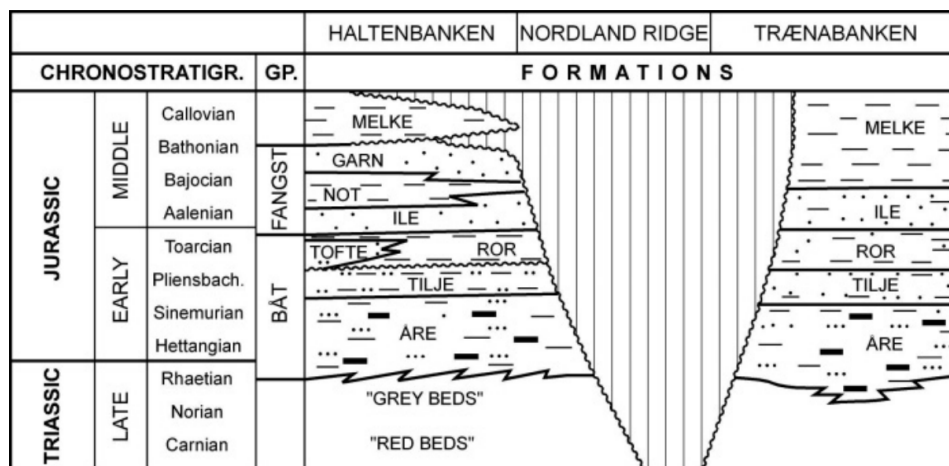 HALTENBANKEN NORDLAND RIDGE TRÆNABANKEN
CHRONOSTRATIGR. GP. FORMATIONS
JURASSIC
MIDDLE
Callovian
Bathonian
Bajocian
Aalenian
EARLY
Toarcian
Pliensbach.
Sinemurian
Hettangian
TRIASSIC
LATE
Rhaetian
Norian
Carnian
FANGST
BÅT
MELKE
GARN
NOT
ILE
TOFTE
ROR
TILJE
ÅRE
"GREY BEDS"
"RED BEDS"
MELKE
ILE
ROR
TILJE
ÅRE